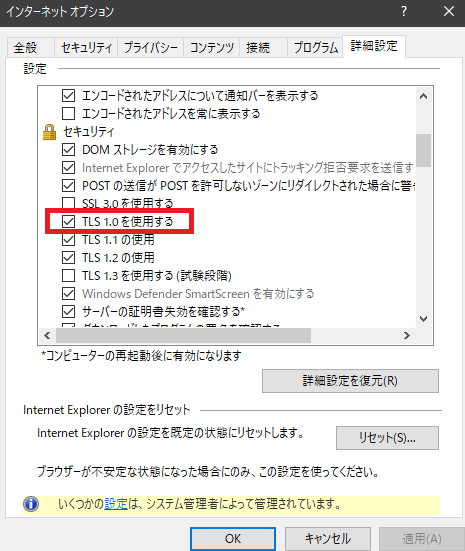 インターネット オプション
?
全般
セキュリティ
プライバシー
コンテンツ
接続
プログラム
詳細設定
設定
エンコードされたアドレスについて通知バーを表示する
エンコードされたアドレスを常に表示する
セキュリティ
DOM ストレージを有効にする
Internet Explorer でアクセスしたサイトにトラッキング拒否要求を送信す
POST の送信が POST を許可しないゾーンにリダイレクトされた場合に警
SSL 3.0 を使用する
TLS 1.0 を使用する
TLS 1.1 の使用
TLS 1.2 の使用
TLS 1.3 を使用する (試験段階)
Windows Defender SmartScreen を有効にする
サーバーの証明書失効を確認する*
*コンピューターの再起動後に有効になります
詳細設定を復元(R)
Internet Explorer の設定をリセット
Internet Explorer の設定を既定の状態にリセットします。
リセット(S)...
ブラウザーが不安定な状態になった場合にのみ、この設定を使ってください。
いくつかの設定は、システム管理者によって管理されています。
OK
キャンセル
適用(A)